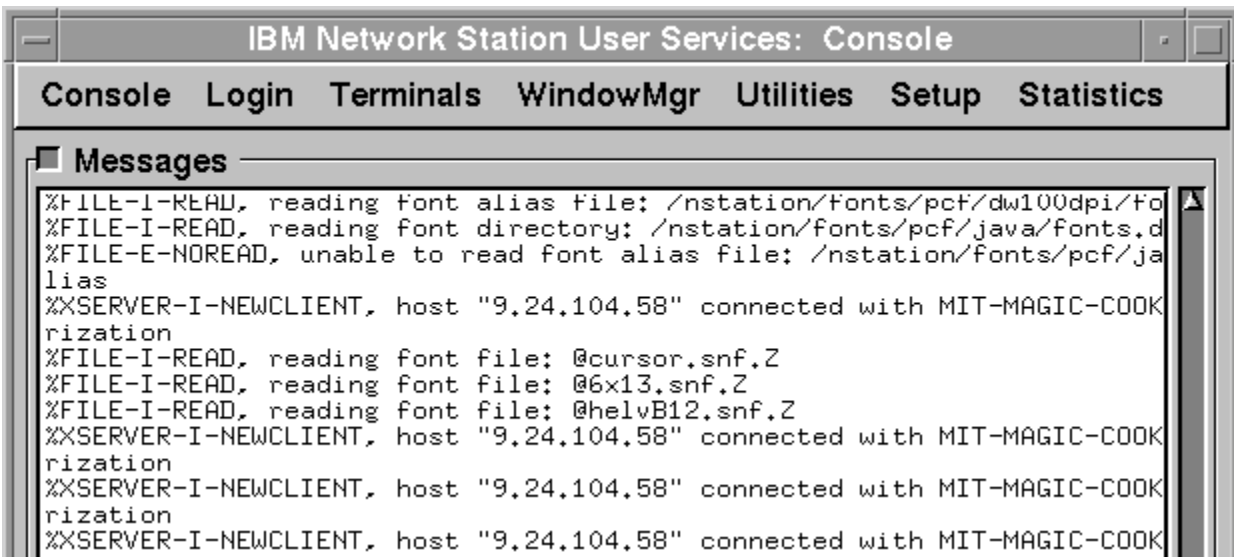 IBM Network Station User Services: Console
Console Login Terminals WindowMgr Utilities Setup Statistics
Messages
%FILE-I-READ, reading font alias file: /nstation/fonts/pcf/dw100dpi/fo
%FILE-I-READ, reading font directory: /nstation/fonts/pcf/java/fonts.d
%FILE-E-NOREAD, unable to read font alias file: /nstation/fonts/pcf/ja
lias
%XSERVER-I-NEWCLIENT, host "9.24.104.58" connected with MIT-MAGIC-COOK
rization
%FILE-I-READ, reading font file: @cursor.snf.Z
%FILE-I-READ, reading font file: @6x13.snf.Z
%FILE-I-READ, reading font file: @helvB12.snf.Z
%XSERVER-I-NEWCLIENT, host "9.24.104.58" connected with MIT-MAGIC-COOK
rization
%XSERVER-I-NEWCLIENT, host "9.24.104.58" connected with MIT-MAGIC-COOK
rization
%XSERVER-I-NEWCLIENT, host "9.24.104.58" connected with MIT-MAGIC-COOK